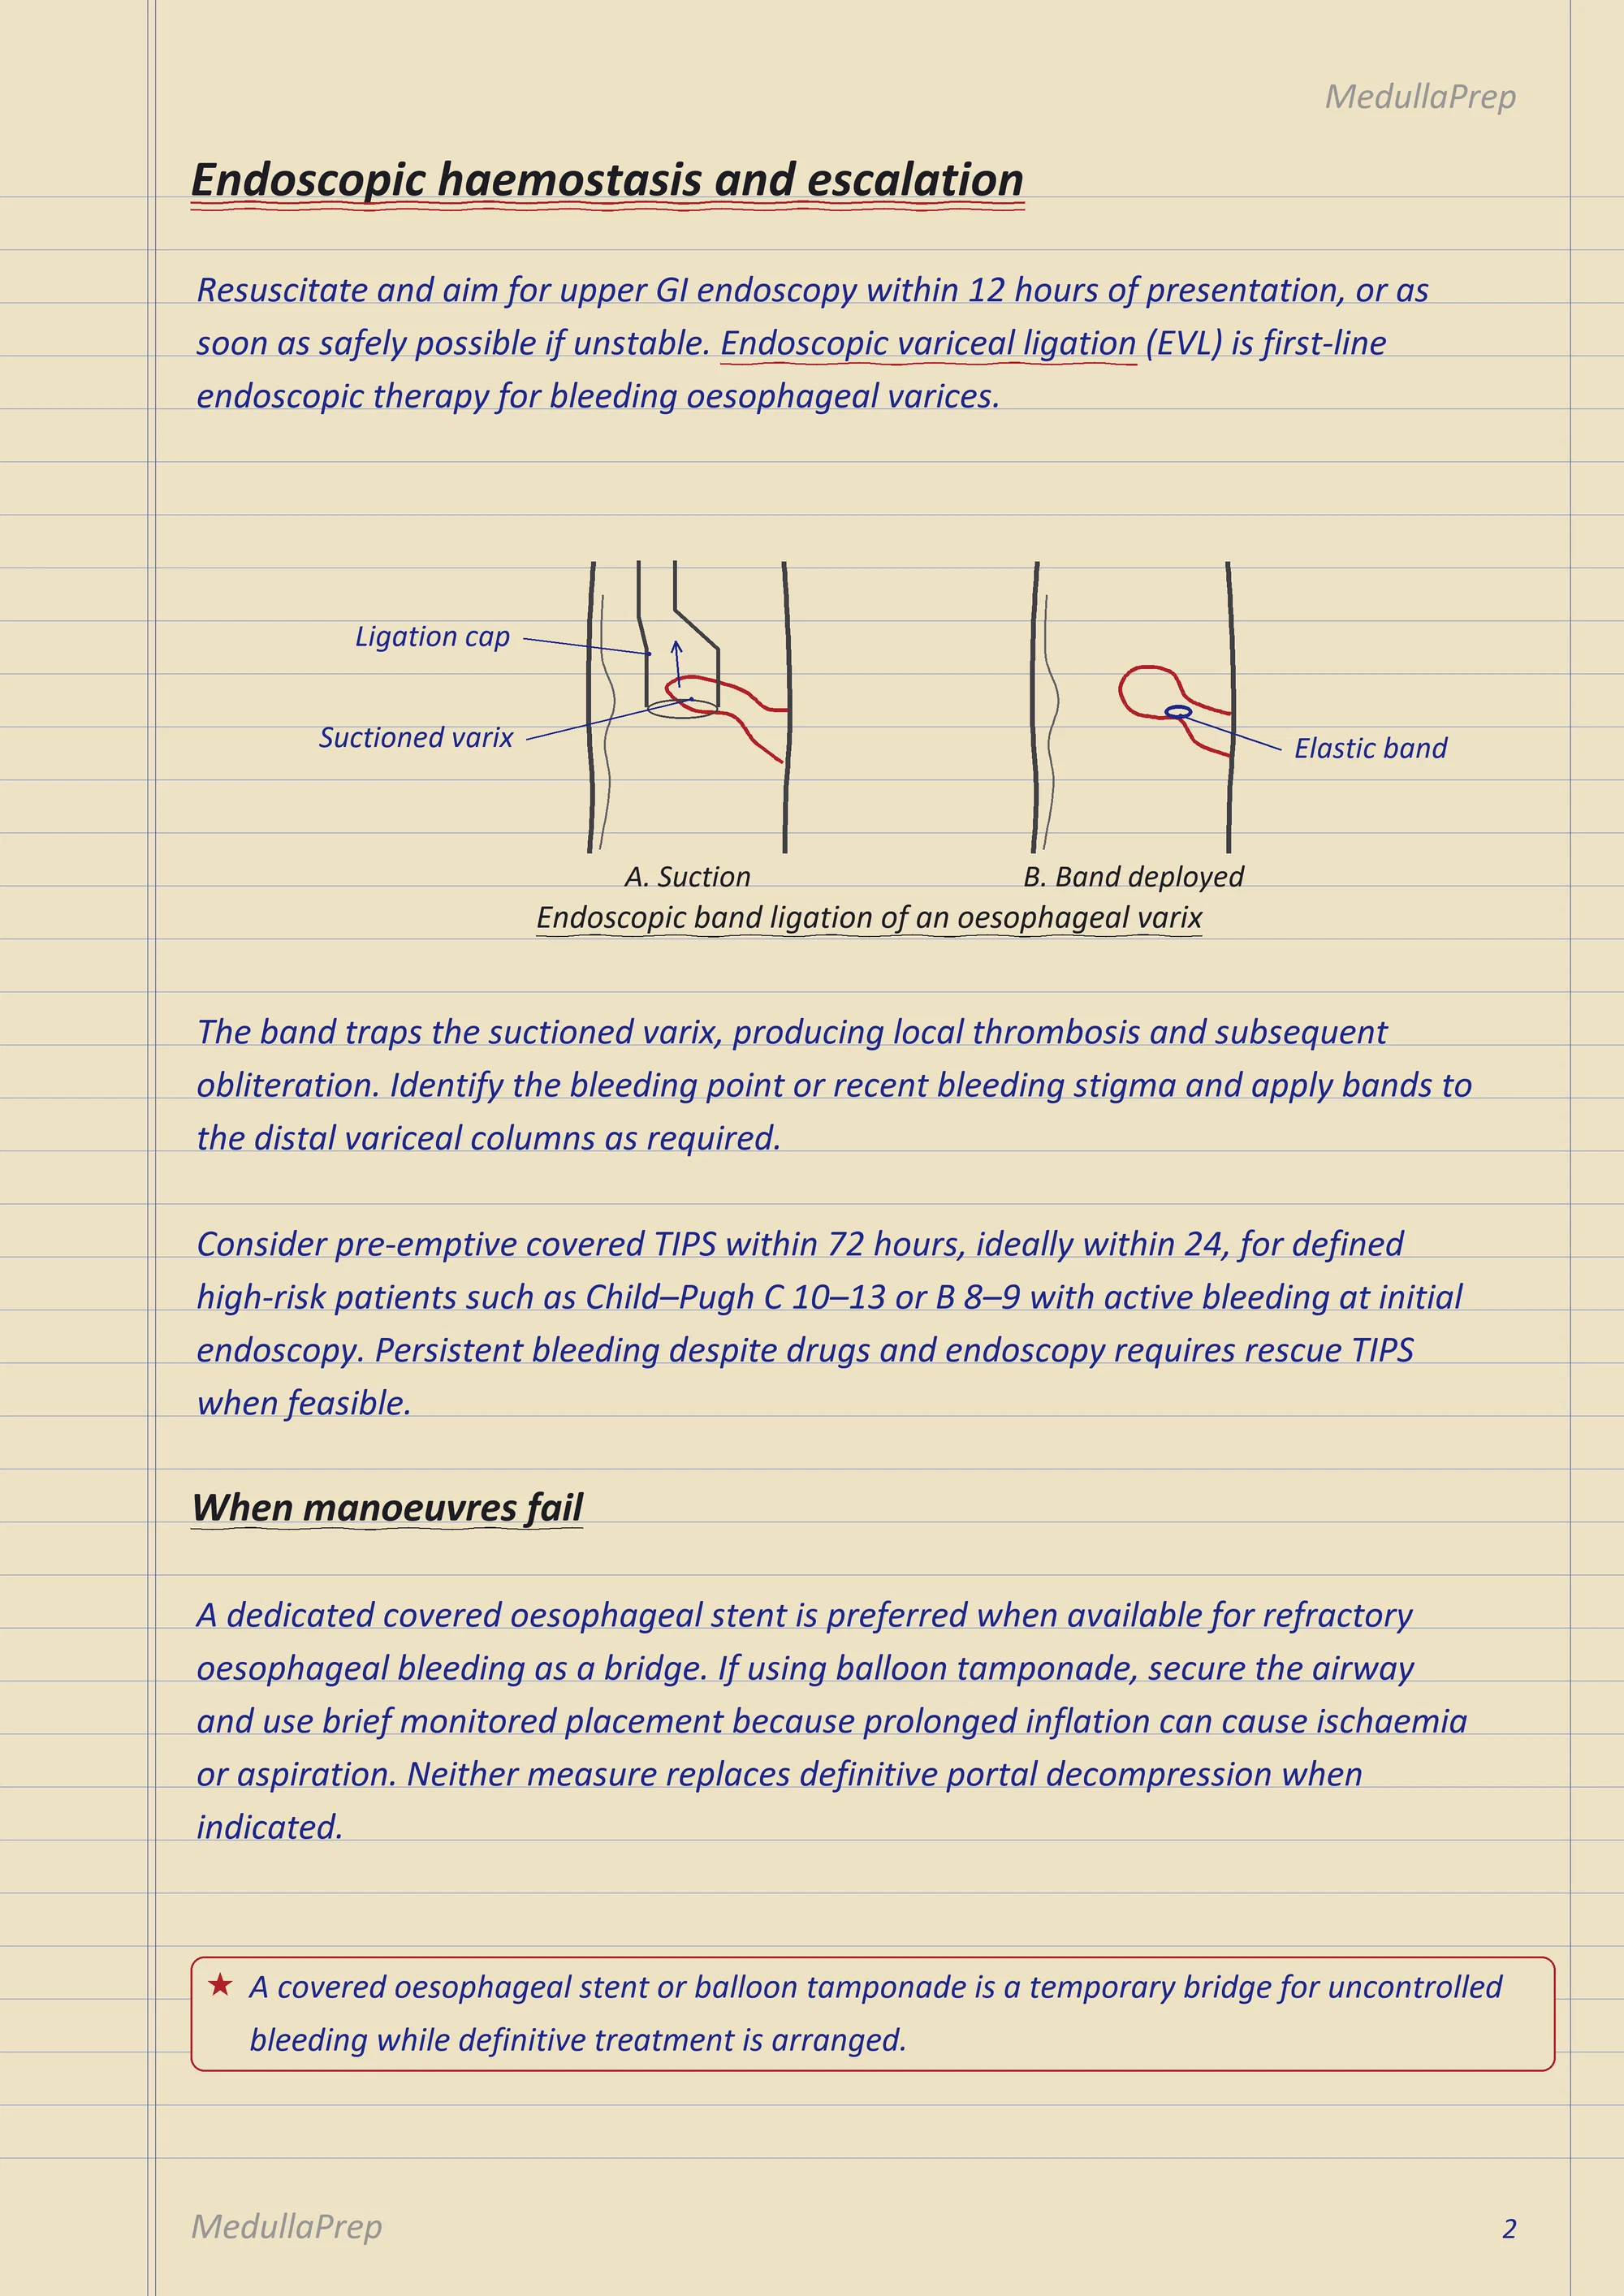 MedullaPrep
Endoscopic haemostasis and escalation
Resuscitate and aim for upper GI endoscopy within 12 hours of presentation, or as
soon as safely possible if unstable. Endoscopic variceal ligation (EVL) is first-line
endoscopic therapy for bleeding oesophageal varices.
Ligation cap
Suctioned varix
Elastic band
A. Suction
B. Band deployed
Endoscopic band ligation of an oesophageal varix
The band traps the suctioned varix, producing local thrombosis and subsequent
obliteration. Identify the bleeding point or recent bleeding stigma and apply bands to
the distal variceal columns as required.
Consider pre-emptive covered TIPS within 72 hours, ideally within 24, for defined
high-risk patients such as Child–Pugh C 10–13 or B 8–9 with active bleeding at initial
endoscopy. Persistent bleeding despite drugs and endoscopy requires rescue TIPS
when feasible.
When manoeuvres fail
A dedicated covered oesophageal stent is preferred when available for refractory
oesophageal bleeding as a bridge. If using balloon tamponade, secure the airway
and use brief monitored placement because prolonged inflation can cause ischaemia
or aspiration. Neither measure replaces definitive portal decompression when
indicated.
★ A covered oesophageal stent or balloon tamponade is a temporary bridge for uncontrolled
bleeding while definitive treatment is arranged.
MedullaPrep
2